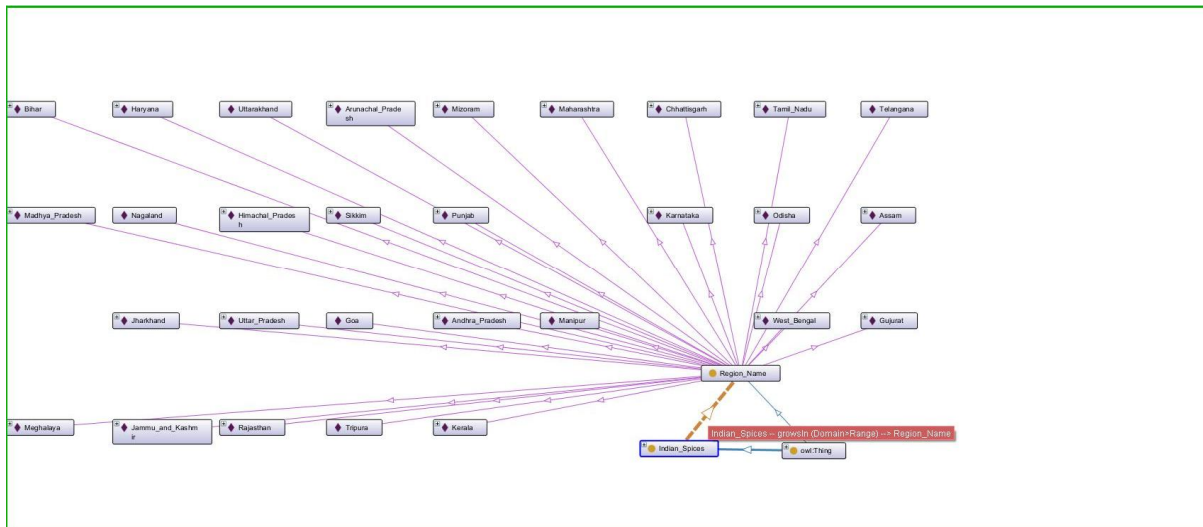 Bihar
Haryana
Uttarakhand
Arunachal_Prade
sh
Mizoram
Maharashtra
Chhattisgarh
Tamil_Nadu
Telangana
Madhya_Pradesh
Nagaland
Himachal_Prades
h
Sikkim
Punjab
Karnataka
Odisha
Assam
Jharkhand
Uttar_Pradesh
Goa
Andhra_Pradesh
Manipur
West_Bengal
Gujurat
Region_Name
Meghalaya
Jammu_and_Kashm
ir
Rajasthan
Tripura
Kerala
Indian_Spices -- growsIn (Domain>Range) --> Region_Name
Indian_Spices
owl:Thing